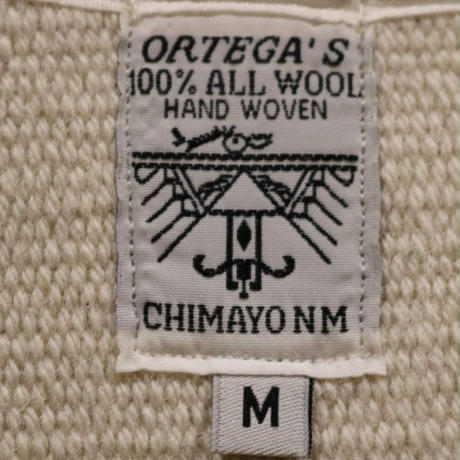 ORTEGA'S
100% ALL WOOL
HAND WOVEN
CHIMAYO NM
M